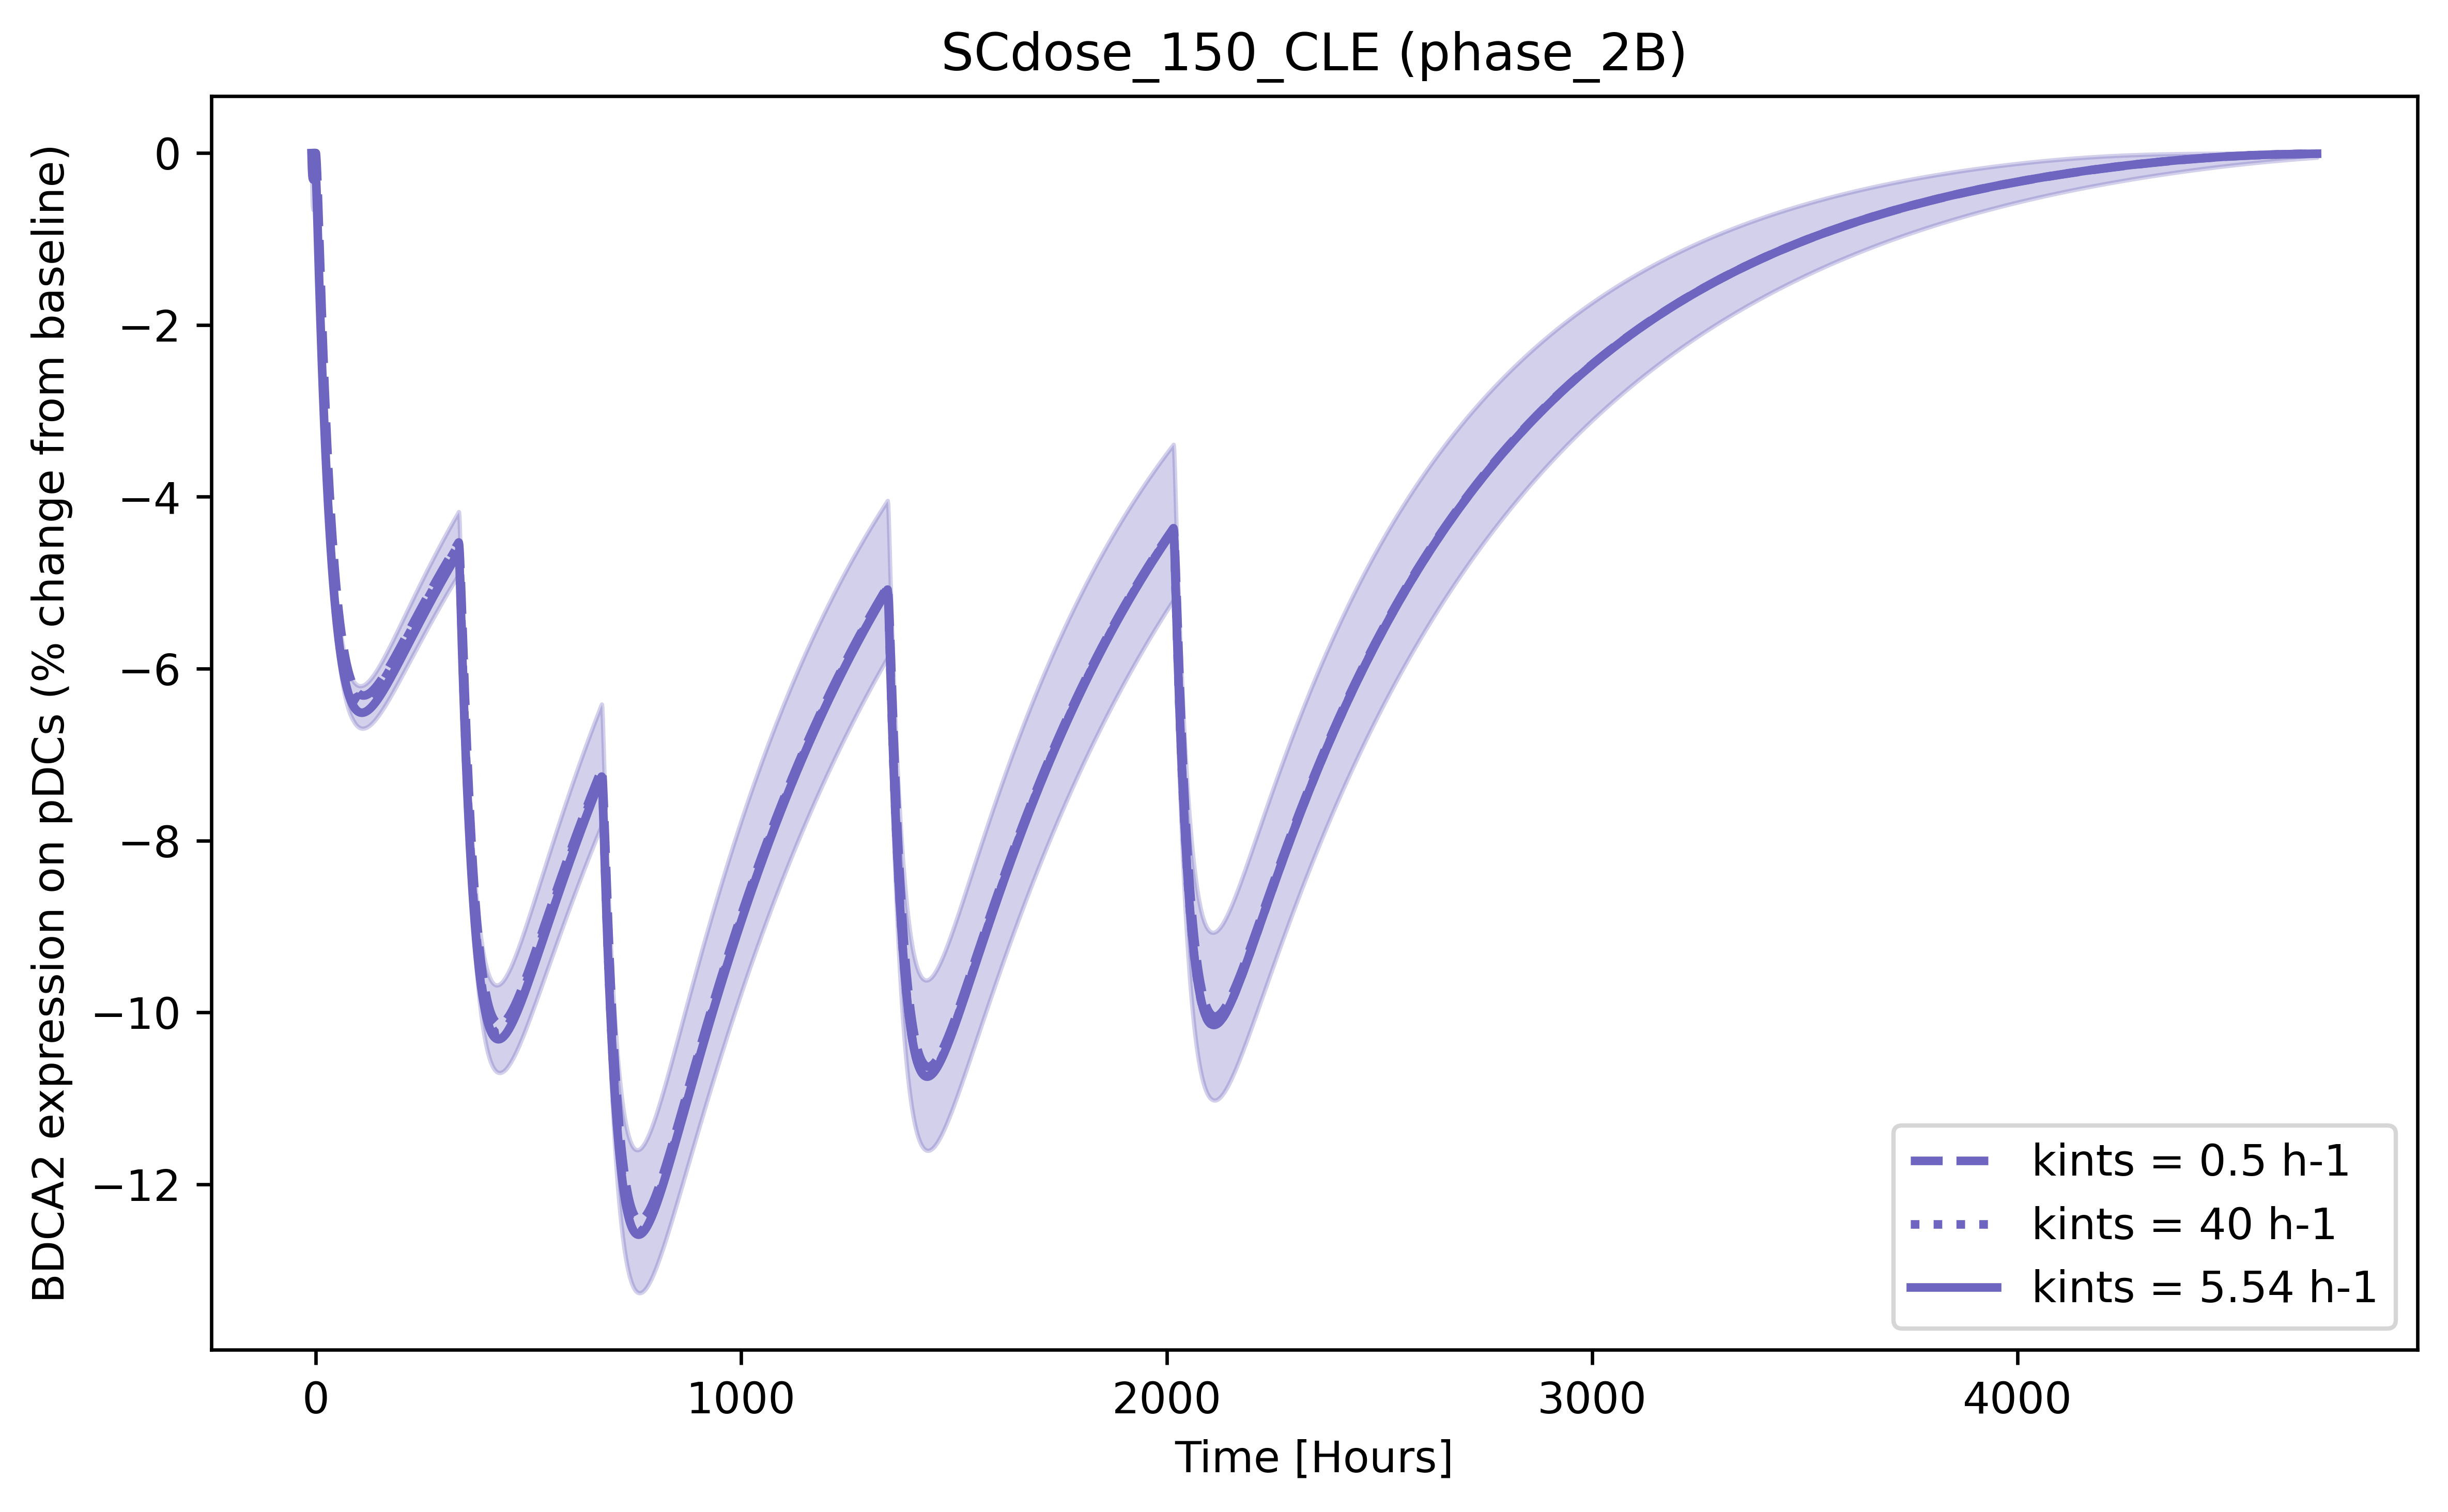 SCdose_150_CLE (phase_2B)
BDCA2 expression on pDCs (% change from baseline)
0
−2
−4
−6
−8
−10
−12
kints = 0.5 h-1
kints = 40 h-1
kints = 5.54 h-1
0
1000
2000
3000
4000
Time [Hours]